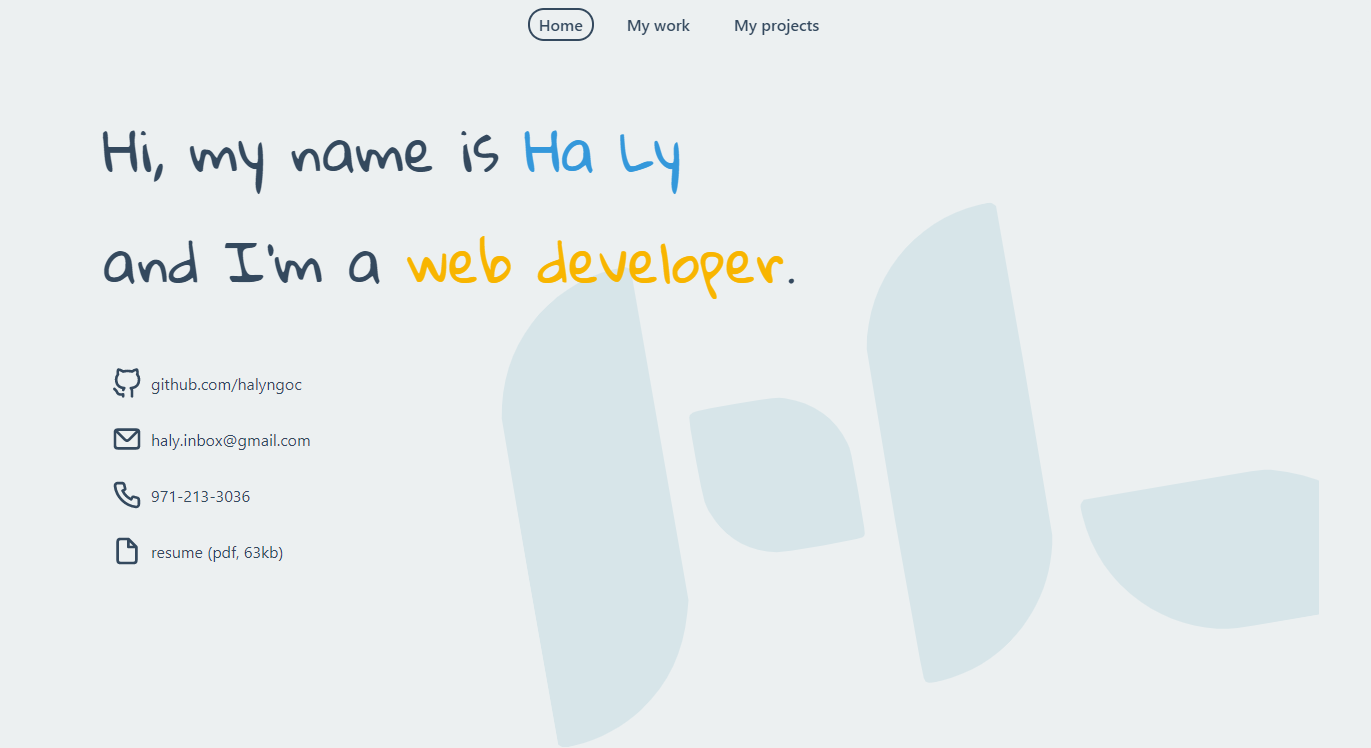 Home My work My projects
Hi, my name is Ha Ly
and I'm a web developer.
github.com/halyngoc
haly.inbox@gmail.com
971-213-3036
resume (pdf, 63kb)